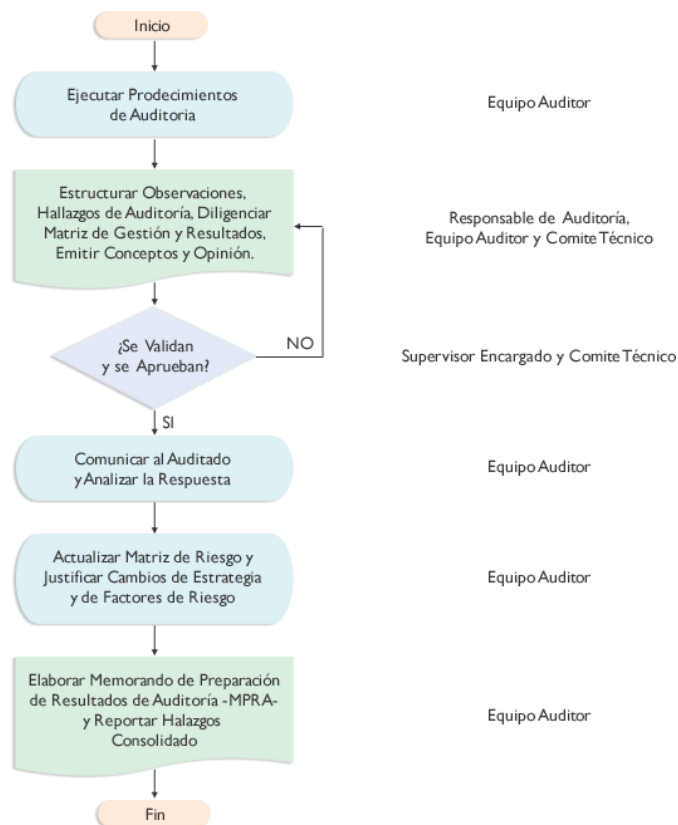 Inicio
Ejecutar Prodecimientos
de Auditoria
Equipo Auditor
Estructurar Observaciones,
Hallazgos de Auditoría, Diligenciar
Matriz de Gestión y Resultados,
Emitir Conceptos y Opinión.
Responsable de Auditoría,
Equipo Auditor y Comite Técnico
¿Se Validan
y se Aprueban?
NO
Supervisor Encargado y Comite Técnico
SI
Comunicar al Auditado
y Analizar la Respuesta
Equipo Auditor
Actualizar Matriz de Riesgo y
Justificar Cambios de Estrategia
y de Factores de Riesgo
Equipo Auditor
Elaborar Memorando de Preparación
de Resultados de Auditoría -MPRA-
y Reportar Halazgos
Consolidado
Equipo Auditor
Fin